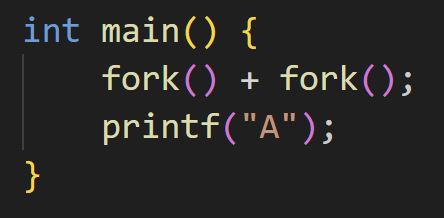 int main() {
    fork() + fork();
    printf("A");
}